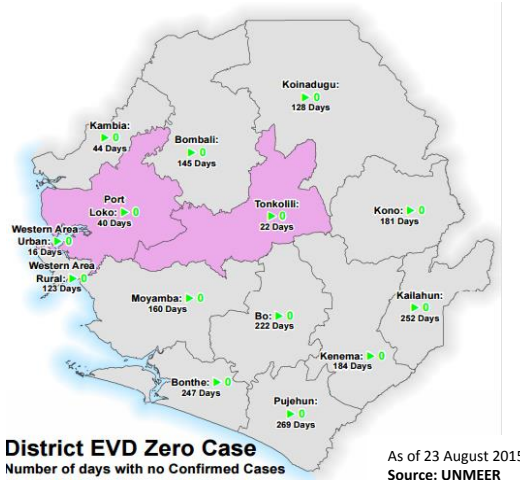 Koinadugu:
0
128 Days
Kambia:
0
44 Days
Bombali:
0
145 Days
Port
Loko: 0
40 Days
Tonkolili:
0
22 Days
Kono: 0
181 Days
Western Area
Urban: 0
16 Days
Western Area
Rural: 0
123 Days
Moyamba: 0
160 Days
Bo: 0
222 Days
Kailahun:
0
252 Days
Kenema: 0
184 Days
Bonthe: 0
247 Days
Pujehun:
0
269 Days
District EVD Zero Case
Number of days with no Confirmed Cases
As of 23 August 2015
Source: UNMEER